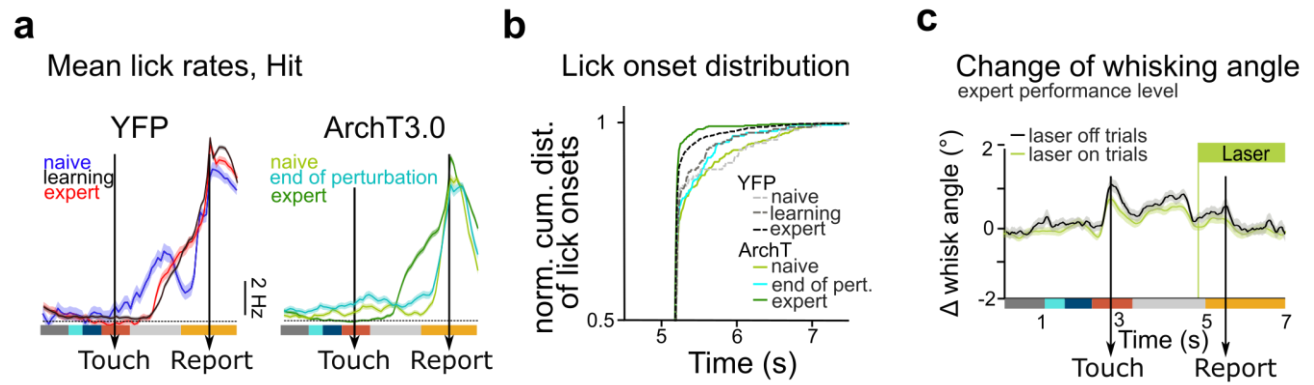 a
Mean lick rates, Hit
YFP
naive
learning
expert
ArchT3.0
naive
end of perturbation
expert
2 Hz
Touch
Report
Touch
Report
b
Lick onset distribution
norm. cum. dist.
of lick onsets
1
0.5
YFP
naive
learning
expert
ArchT
naive
end of pert.
expert
5
6
7
Time (s)
c
Change of whisking angle
expert performance level
Δ whisk angle (°)
2
0
-2
laser off trials
laser on trials
Laser
1
3
5
7
Time (s)
Touch
Report